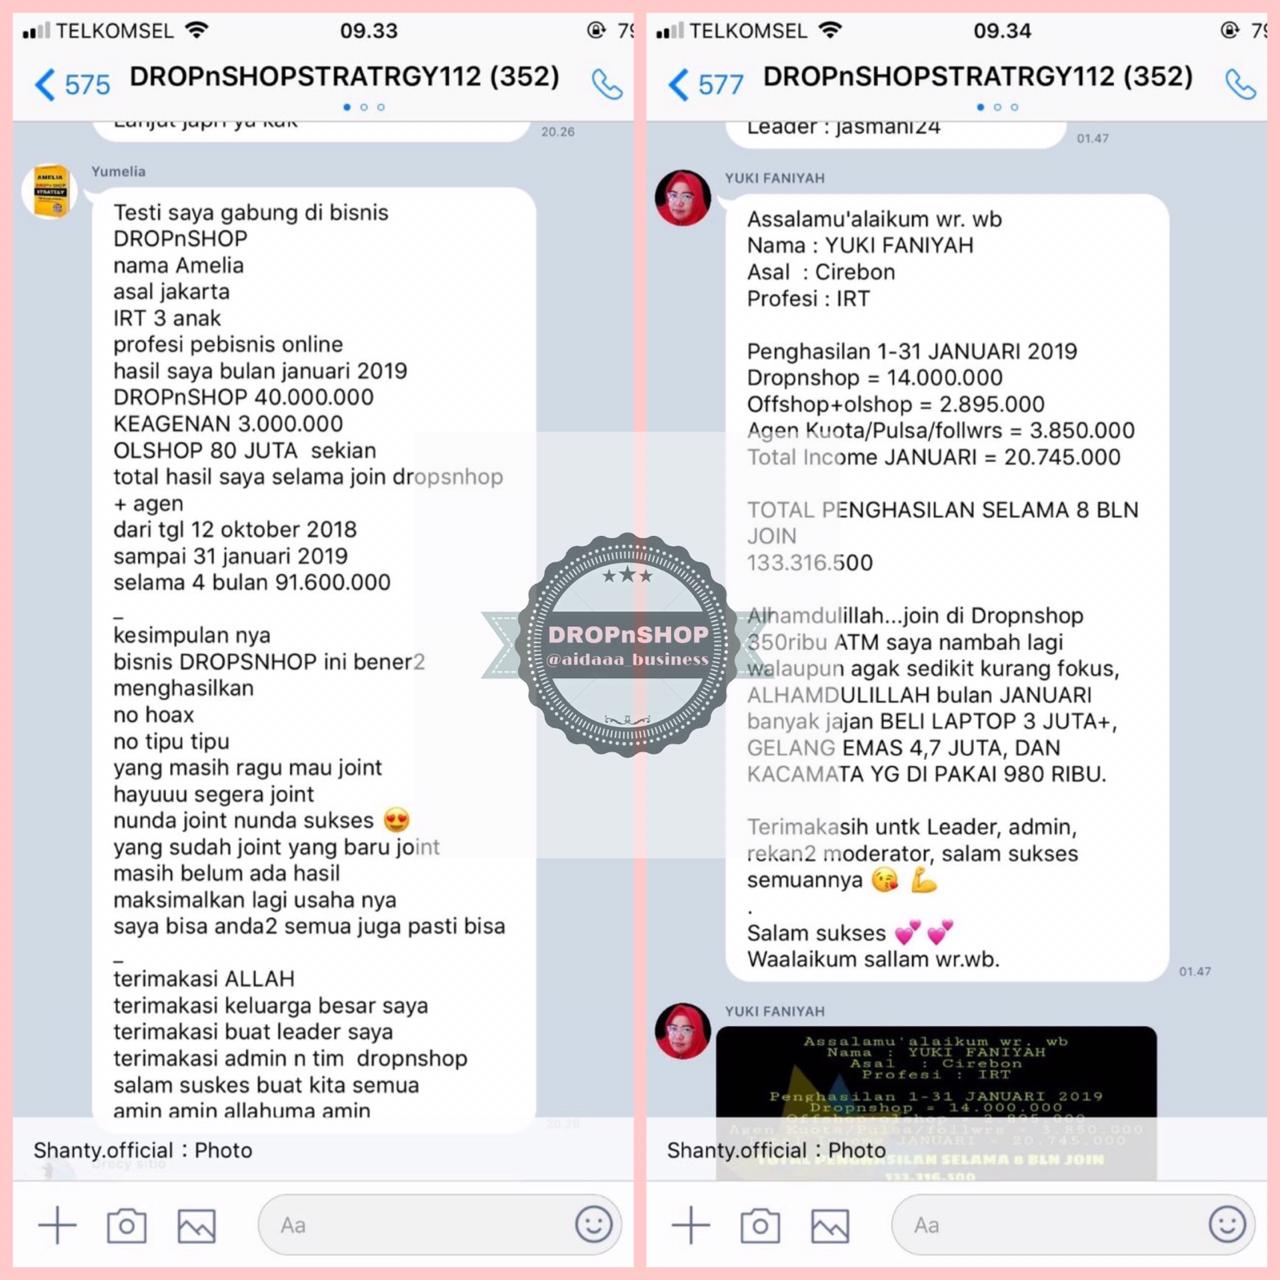 TELKOMSEL 09.33 79
575 DROPnSHOPSTRATRGY112 (352)
Lanjut japri ya kak
20.26
Yumelia
AMELIA
STRATEGY
Testi saya gabung di bisnis
DROPnSHOP
nama Amelia
asal jakarta
IRT 3 anak
profesi pebisnis online
hasil saya bulan januari 2019
DROPnSHOP 40.000.000
KEAGENAN 3.000.000
OLSHOP 80 JUTA sekian
total hasil saya selama join dropsnhop
+ agen
dari tgl 12 oktober 2018
sampai 31 januari 2019
selama 4 bulan 91.600.000
_
kesimpulan nya
bisnis DROPSNHOP ini bener2
menghasilkan
no hoax
no tipu tipu
yang masih ragu mau joint
hayuuu segera joint
nunda joint nunda sukses 😍
yang sudah joint yang baru joint
masih belum ada hasil
maksimalkan lagi usaha nya
saya bisa anda2 semua juga pasti bisa
_
terimakasi ALLAH
terimakasi keluarga besar saya
terimakasi buat leader saya
terimakasi admin n tim dropnshop
salam suskes buat kita semua
amin amin allahuma amin
Shanty.official : Photo
Aa
TELKOMSEL 09.34 79
577 DROPnSHOPSTRATRGY112 (352)
Leader : jasmani24
01.47
YUKI FANIYAH
Assalamu'alaikum wr. wb
Nama : YUKI FANIYAH
Asal : Cirebon
Profesi : IRT
Penghasilan 1-31 JANUARI 2019
Dropnshop = 14.000.000
Offshop+olshop = 2.895.000
Agen Kuota/Pulsa/follwrs = 3.850.000
Total Income JANUARI = 20.745.000
TOTAL PENGHASILAN SELAMA 8 BLN
JOIN
133.316.500
Alhamdulillah...join di Dropnshop
350ribu ATM saya nambah lagi
walaupun agak sedikit kurang fokus,
ALHAMDULILLAH bulan JANUARI
banyak jajan BELI LAPTOP 3 JUTA+,
GELANG EMAS 4,7 JUTA, DAN
KACAMATA YG DI PAKAI 980 RIBU.
Terimakasih untk Leader, admin,
rekan2 moderator, salam sukses
semuannya 😘 💪
.
Salam sukses 💕 💕
Waalaikum sallam wr.wb.
01.47
YUKI FANIYAH
Assalamu'alaikum wr. wb
Nama : YUKI FANIYAH
Asal : Cirebon
Profesi : IRT
Penghasilan 1-31 JANUARI 2019
Dropnshop = 14.000.000
Offshop+olshop = 2.895.000
Agen Kuota/Pulsa/follwrs = 3.850.000
Total Income JANUARI = 20.745.000
TOTAL PENGHASILAN SELAMA 8 BLN JOIN
133.316.500
Shanty.official : Photo
Aa
DROPnSHOP
@aidaaa_business